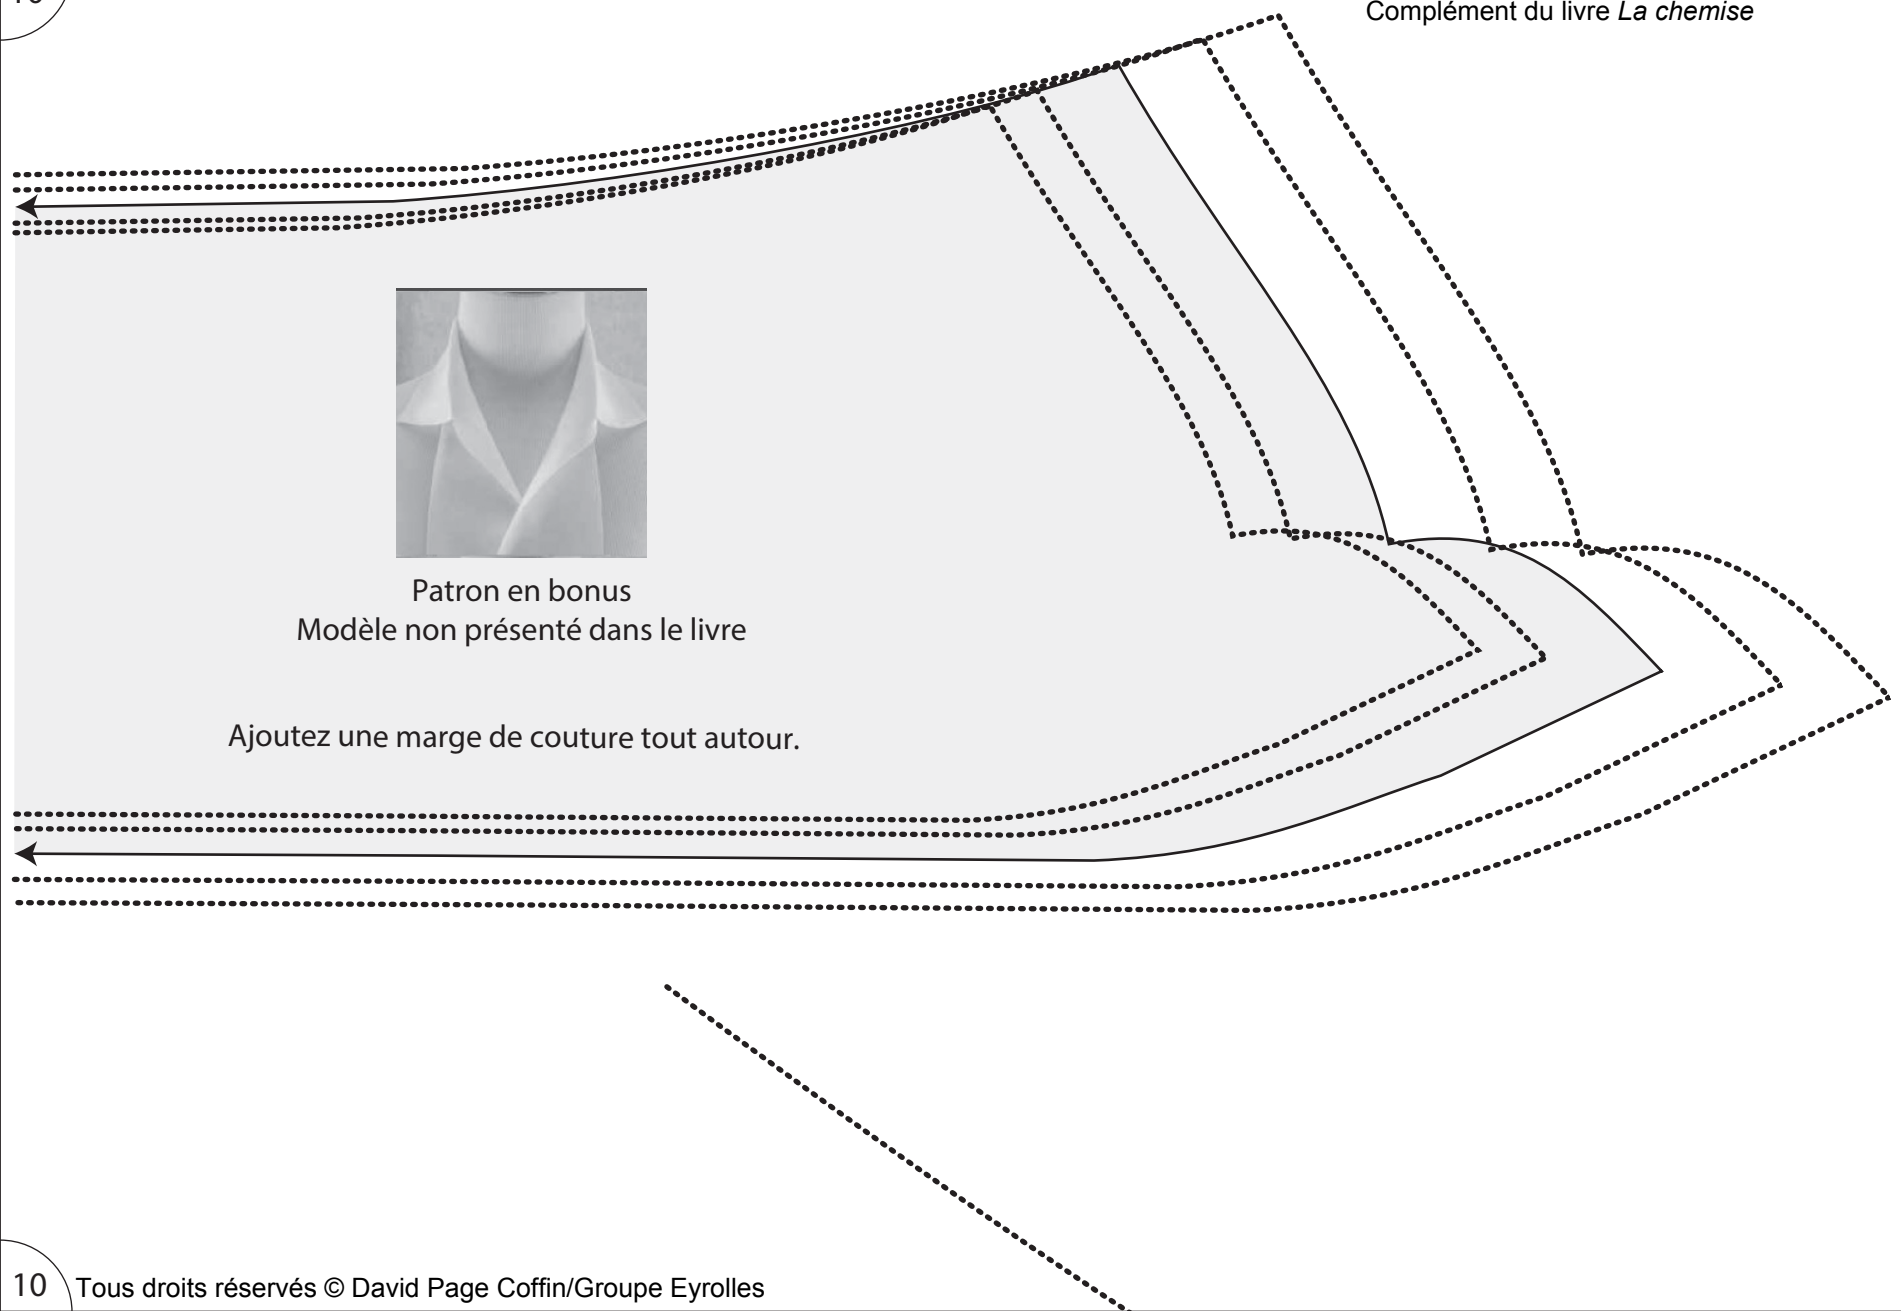 Complément du livre La chemise
Patron en bonus
Modèle non présenté dans le livre
Ajoutez une marge de couture tout autour.
10
Tous droits réservés © David Page Coffin/Groupe Eyrolles